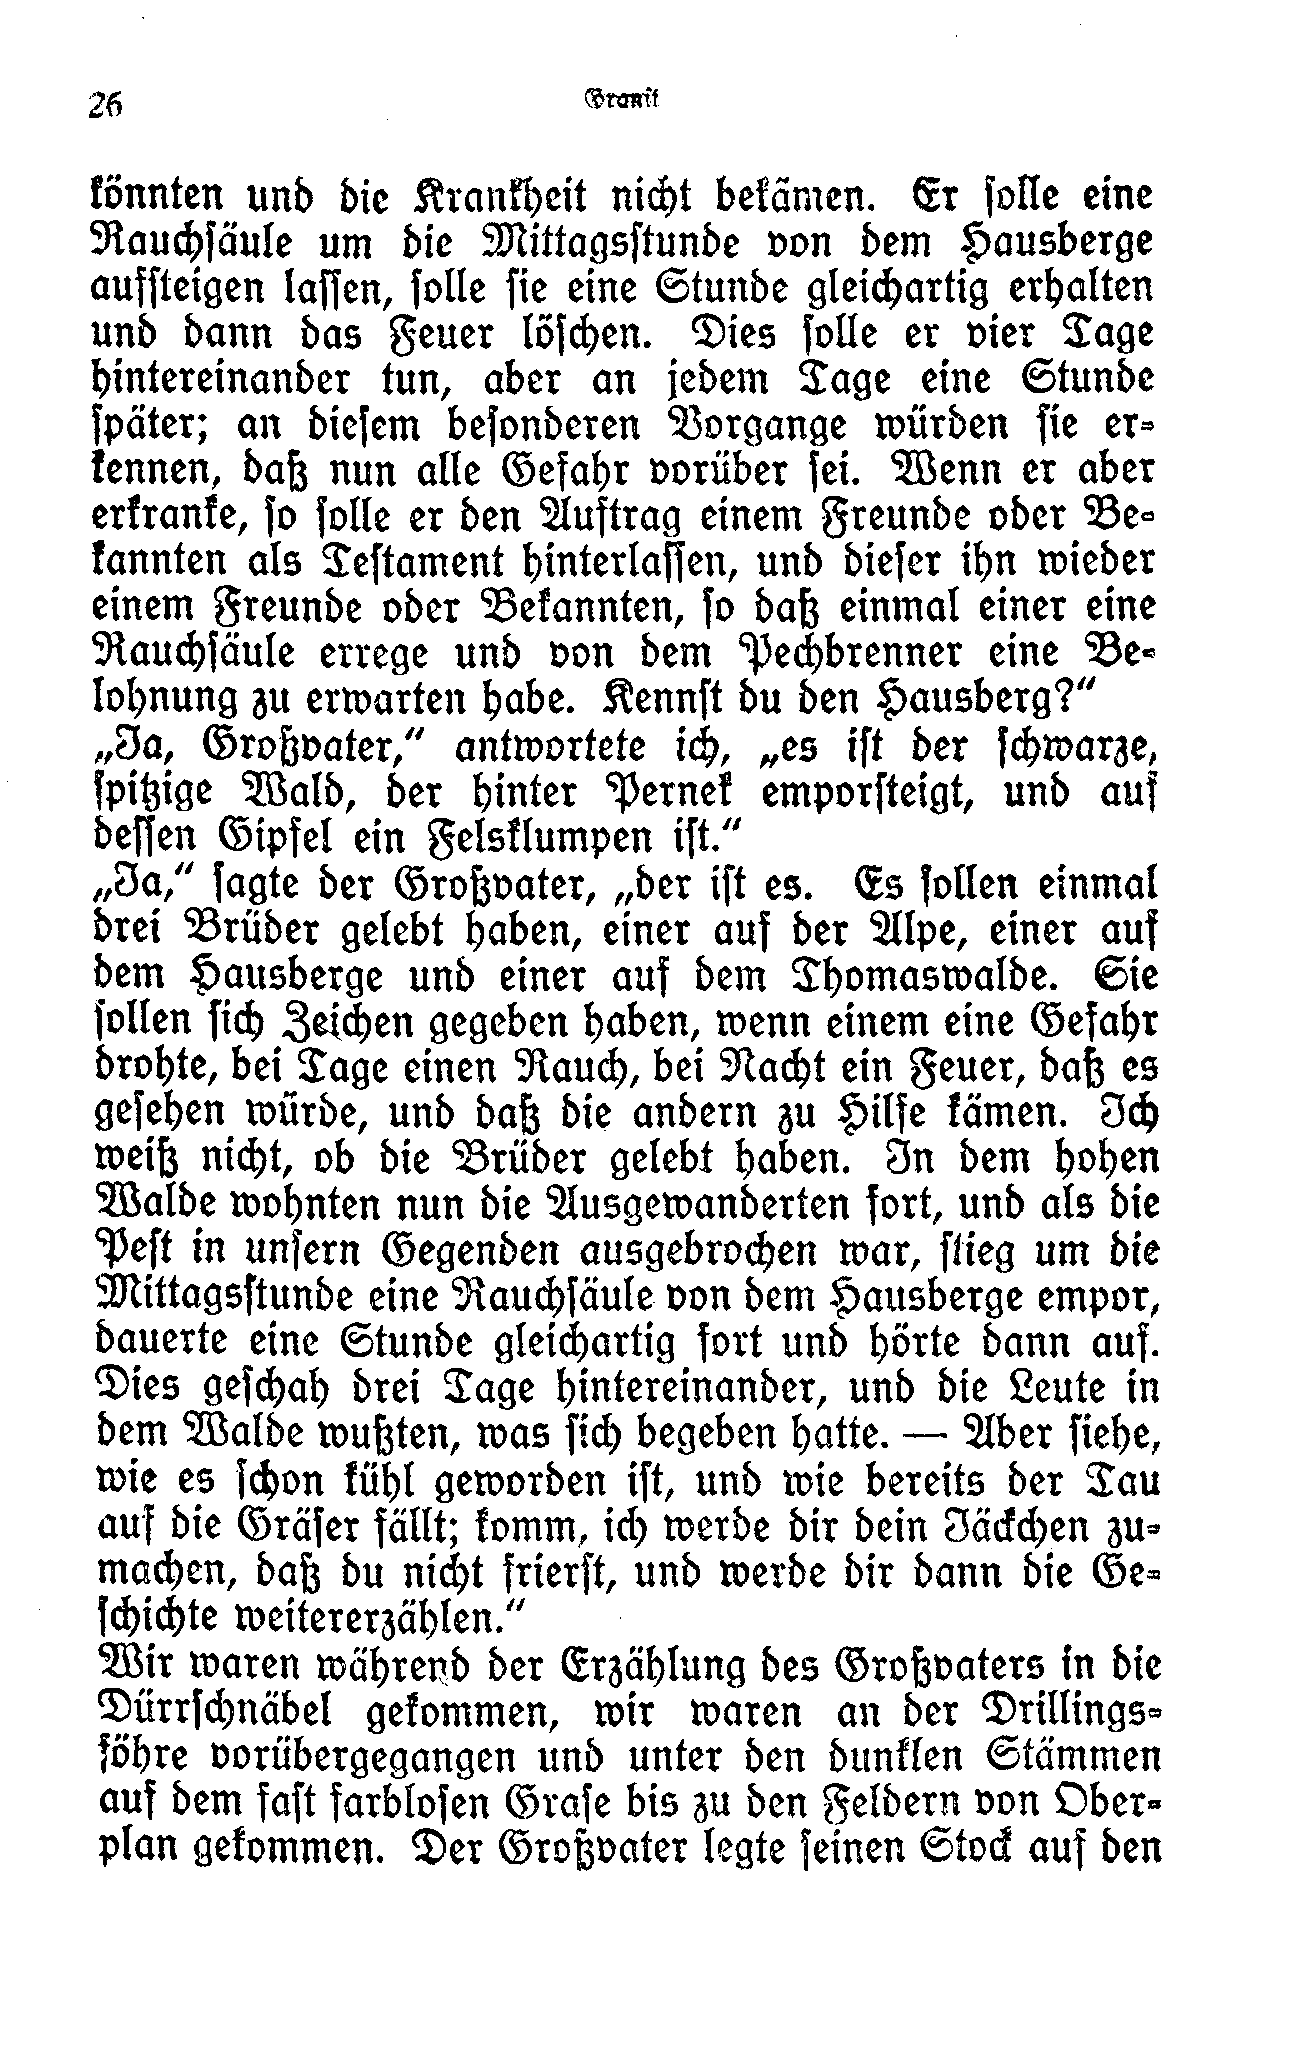 26
Granit
könnten und die Krankheit nicht bekämen. Er solle eine
Rauchsäule um die Mittagsstunde von dem Hausberge
aufsteigen lassen, solle sie eine Stunde gleichartig erhalten
und dann das Feuer löschen. Dies solle er vier Tage
hintereinander tun, aber an jedem Tage eine Stunde
später; an diesem besonderen Vorgange würden sie er-
kennen, daß nun alle Gefahr vorüber sei. Wenn er aber
erkranke, so solle er den Auftrag einem Freunde oder Be-
kannten als Testament hinterlassen, und dieser ihn wieder
einem Freunde oder Bekannten, so daß einmal einer eine
Rauchsäule errege und von dem Pechbrenner eine Be-
lohnung zu erwarten habe. Kennst du den Hausberg?“
„Ja, Großvater,“ antwortete ich, „es ist der schwarze,
spitzige Wald, der hinter Pernek emporsteigt, und auf
dessen Gipfel ein Felsklumpen ist.“
„Ja,“ sagte der Großvater, „der ist es. Es sollen einmal
drei Brüder gelebt haben, einer auf der Alpe, einer auf
dem Hausberge und einer auf dem Thomaswalde. Sie
sollen sich Zeichen gegeben haben, wenn einem eine Gefahr
drohte, bei Tage einen Rauch, bei Nacht ein Feuer, daß es
gesehen würde, und daß die andern zu Hilfe kämen. Ich
weiß nicht, ob die Brüder gelebt haben. In dem hohen
Walde wohnten nun die Ausgewanderten fort, und als die
Pest in unsern Gegenden ausgebrochen war, stieg um die
Mittagsstunde eine Rauchsäule von dem Hausberge empor,
dauerte eine Stunde gleichartig fort und hörte dann auf.
Dies geschah drei Tage hintereinander, und die Leute in
dem Walde wußten, was sich begeben hatte. — Aber siehe,
wie es schon kühl geworden ist, und wie bereits der Tau
auf die Gräser fällt; komm, ich werde dir dein Jäckchen zu-
machen, daß du nicht frierst, und werde dir dann die Ge-
schichte weitererzählen.“
Wir waren während der Erzählung des Großvaters in die
Dürrschnäbel gekommen, wir waren an der Drillings-
föhre vorübergegangen und unter den dunklen Stämmen
auf dem fast farblosen Grase bis zu den Feldern von Ober-
plan gekommen. Der Großvater legte seinen Stock auf den